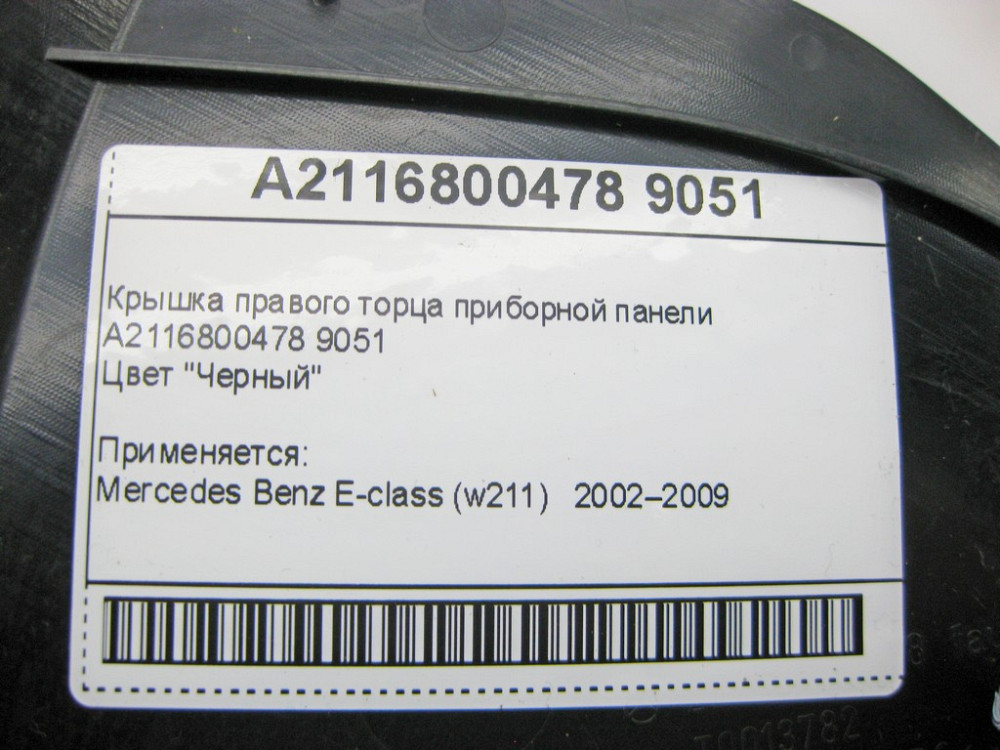 A2116800478 9051
Крышка правого торца приборной панели
A2116800478 9051
Цвет "Черный"
Применяется:
Mercedes Benz E-class (w211) 2002–2009